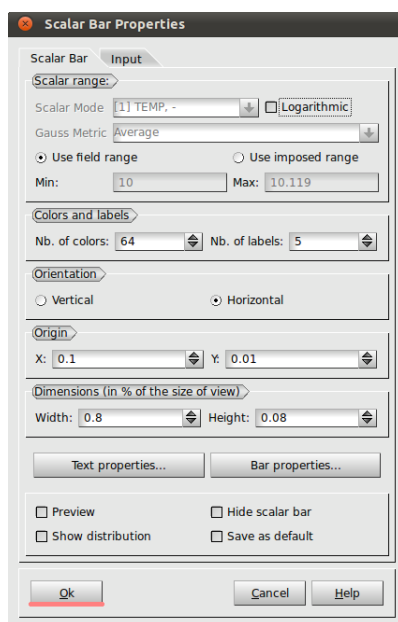 Scalar Bar Properties
Scalar Bar Input
Scalar range:
Scalar Mode [1] TEMP, - Logarithmic
Gauss Metric Average
Use field range Use imposed range
Min: 10 Max: 10.119
Colors and labels
Nb. of colors: 64 Nb. of labels: 5
Orientation
Vertical Horizontal
Origin
X: 0.1 Y: 0.01
Dimensions (in % of the size of view)
Width: 0.8 Height: 0.08
Text properties... Bar properties...
Preview Hide scalar bar
Show distribution Save as default
Ok Cancel Help